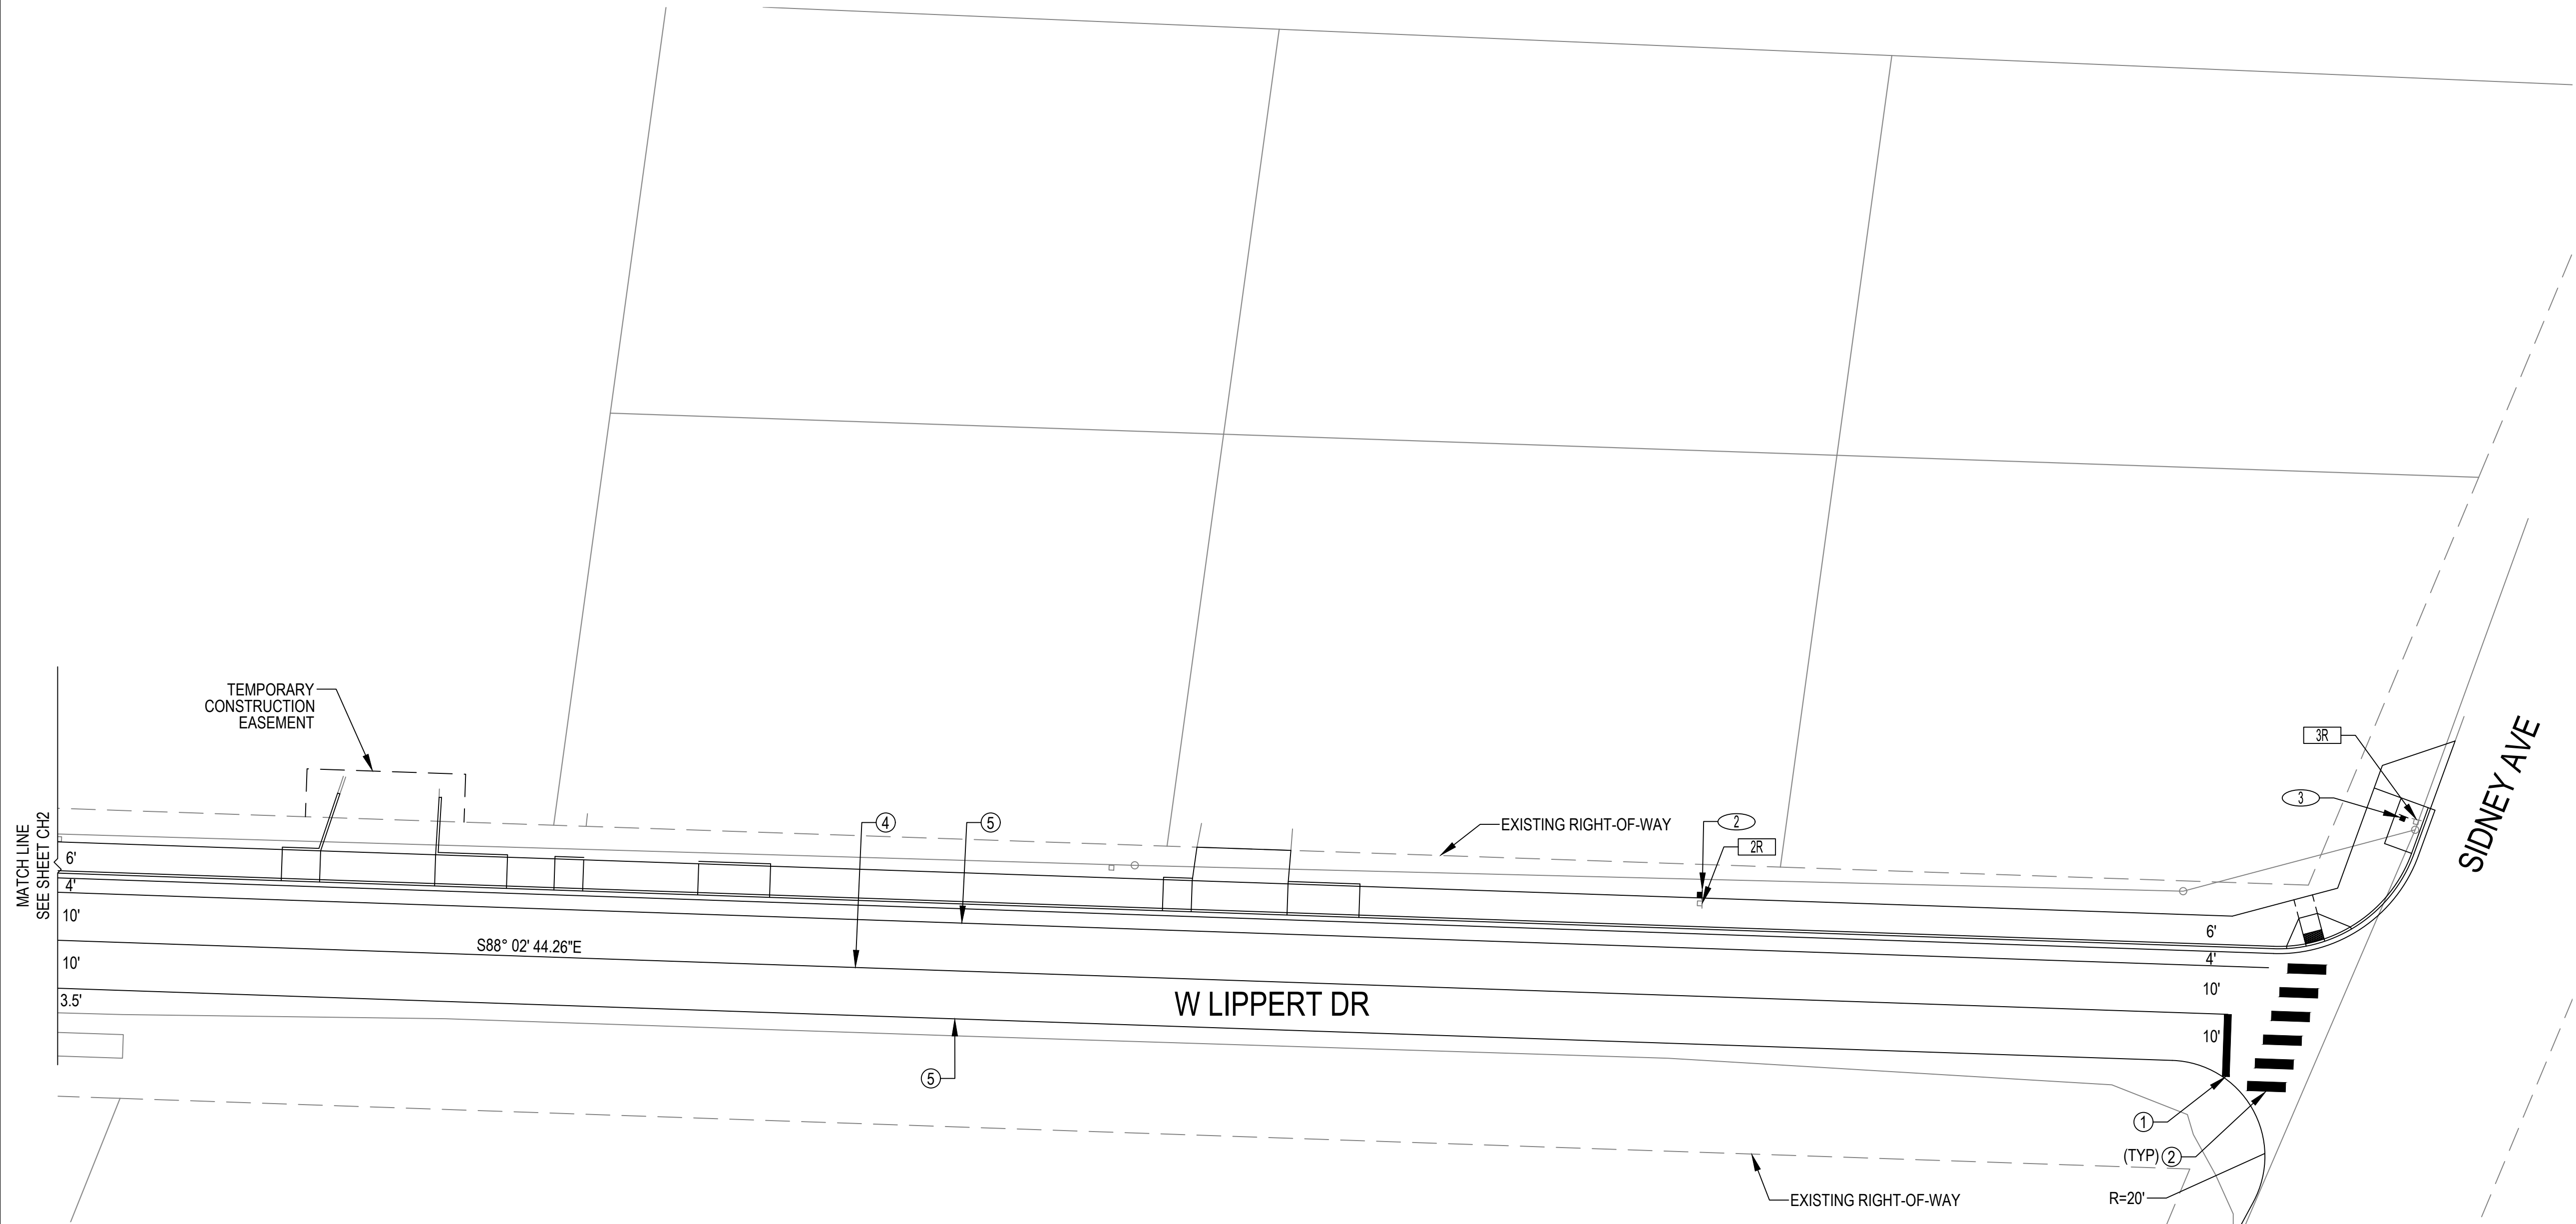 TEMPORARY
CONSTRUCTION
EASEMENT
MATCH LINE
SEE SHEET CH2
6'
4'
10'
10'
3.5'
S88° 02' 44.26"E
4
5
5
W LIPPERT DR
EXISTING RIGHT-OF-WAY
2
2R
3R
3
SIDNEY AVE
6'
4'
10'
10'
1
(TYP) 2
R=20'
EXISTING RIGHT-OF-WAY